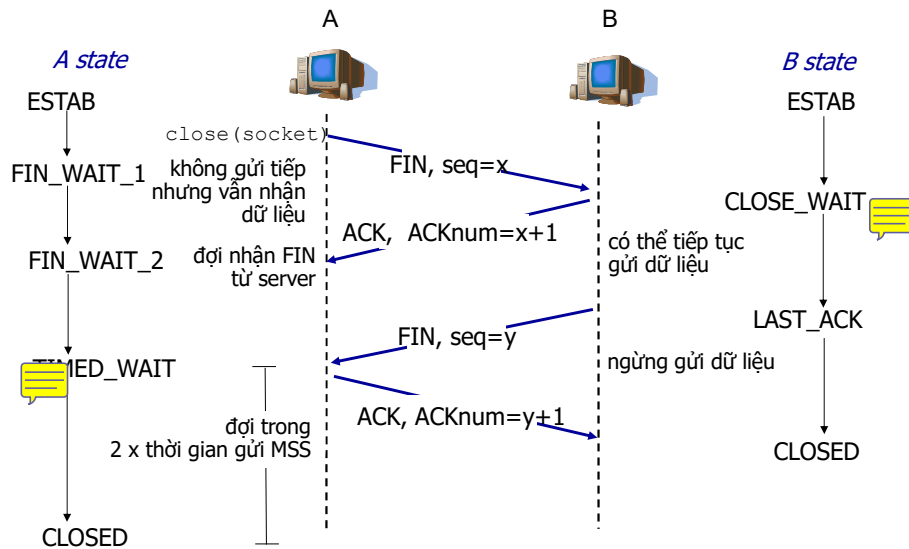 A
B
A state
B state
ESTAB
ESTAB
close(socket)
FIN, seq=x
FIN_WAIT_1
không gửi tiếp
nhưng vẫn nhận
dữ liệu
CLOSE_WAIT
ACK, ACKnum=x+1
FIN_WAIT_2
đợi nhận FIN
từ server
có thể tiếp tục
gửi dữ liệu
LAST_ACK
FIN, seq=y
TIMED_WAIT
ngừng gửi dữ liệu
ACK, ACKnum=y+1
đợi trong
2 x thời gian gửi MSS
CLOSED
CLOSED